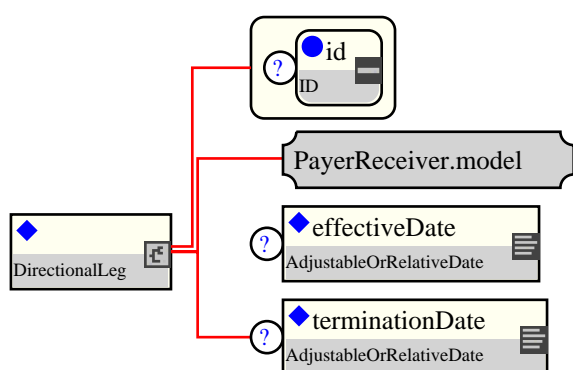 ? id
ID
PayerReceiver.model
DirectionalLeg
? effectiveDate
AdjustableOrRelativeDate
? terminationDate
AdjustableOrRelativeDate